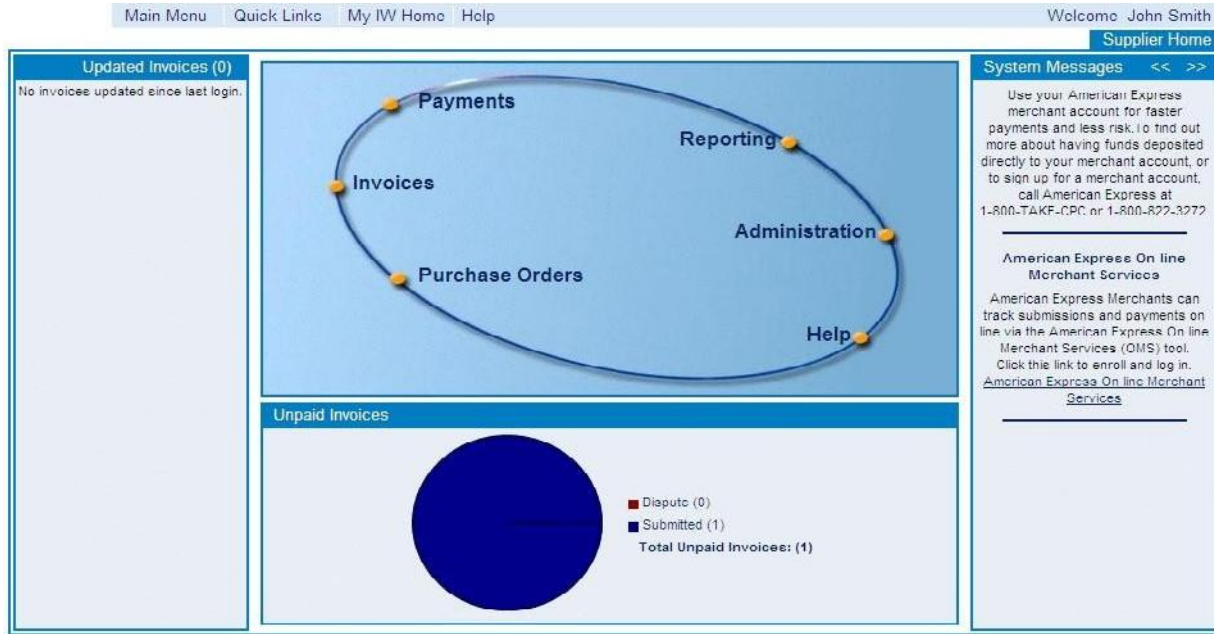 Main Menu Quick Links My IW Home Help Welcome John Smith
Supplier Home
Updated Invoices (0)
No invoices updated since last login.
Payments
Reporting
Invoices
Administration
Purchase Orders
Help
Unpaid Invoices
Dispute (0)
Submitted (1)
Total Unpaid Invoices: (1)
System Messages << >>
Use your American Express
merchant account for faster
payments and less risk.To find out
more about having funds deposited
directly to your merchant account, or
to sign up for a merchant account,
call American Express at
1-800-TAKE-CPC or 1-800-822-3272
American Express On line
Merchant Services
American Express Merchants can
track submissions and payments on
line via the American Express On line
Merchant Services (OMS) tool.
Click this link to enroll and log in.
American Express On line Merchant
Services